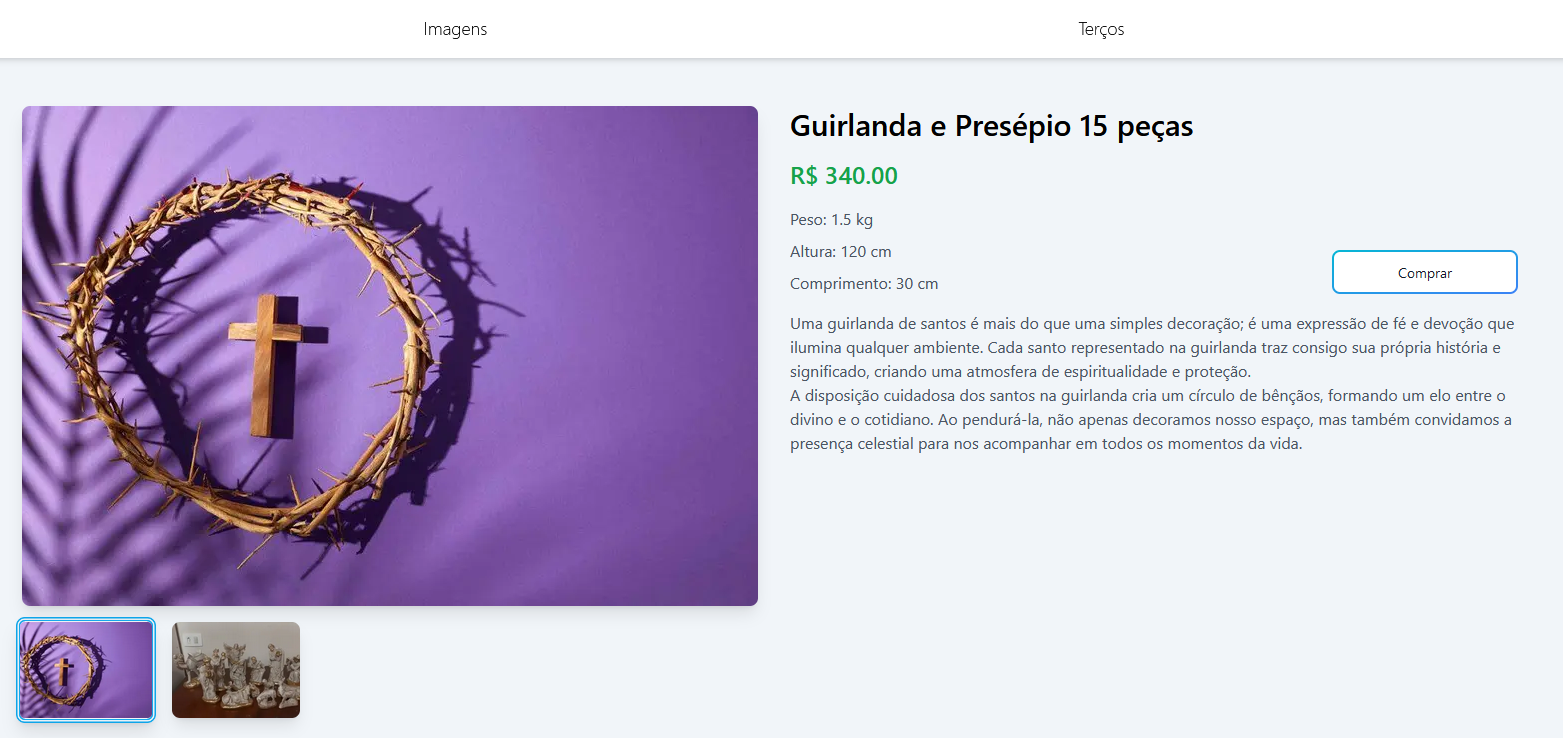 Imagens
Terços
Guirlanda e Presépio 15 peças
R$ 340.00
Peso: 1.5 kg
Altura: 120 cm
Comprimento: 30 cm
Comprar
Uma guirlanda de santos é mais do que uma simples decoração; é uma expressão de fé e devoção que
ilumina qualquer ambiente. Cada santo representado na guirlanda traz consigo sua própria história e
significado, criando uma atmosfera de espiritualidade e proteção.
A disposição cuidadosa dos santos na guirlanda cria um círculo de bênçãos, formando um elo entre o
divino e o cotidiano. Ao pendurá-la, não apenas decoramos nosso espaço, mas também convidamos a
presença celestial para nos acompanhar em todos os momentos da vida.